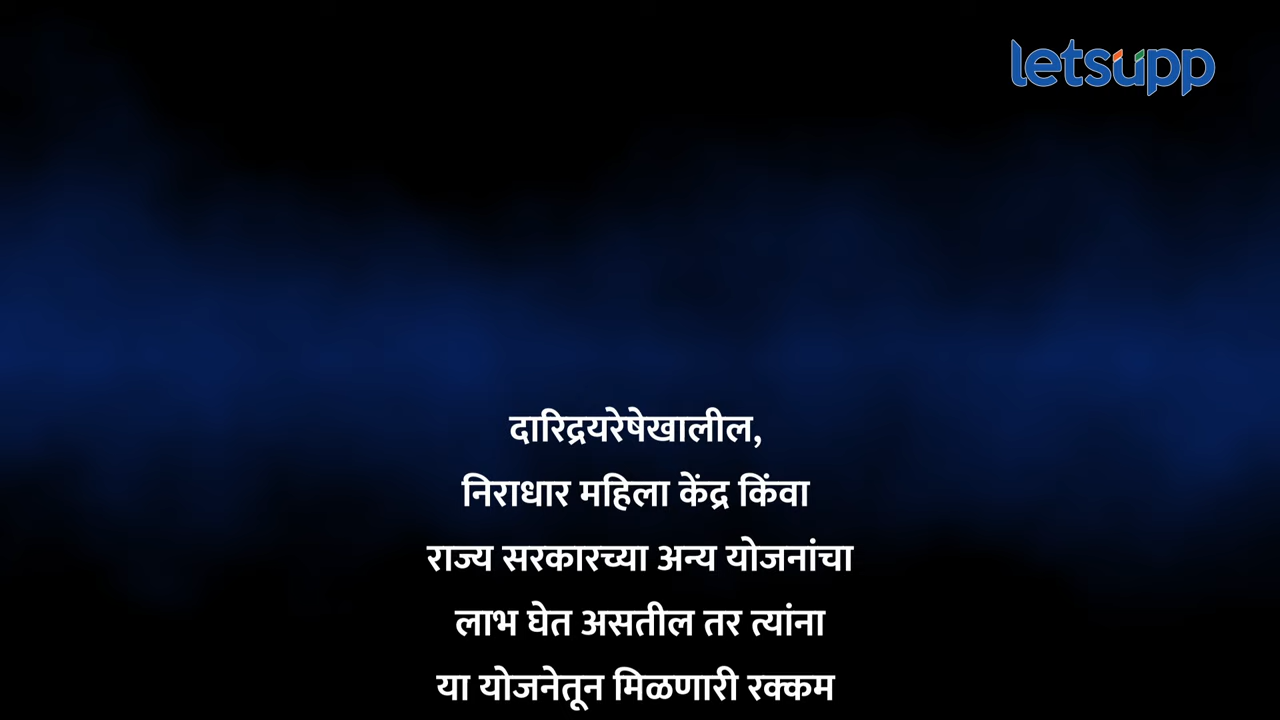 letsupp
दारिद्रयरेषेखालील,
निराधार महिला केंद्र किंवा
राज्य सरकारच्या अन्य योजनांचा
लाभ घेत असतील तर त्यांना
या योजनेतून मिळणारी रक्कम